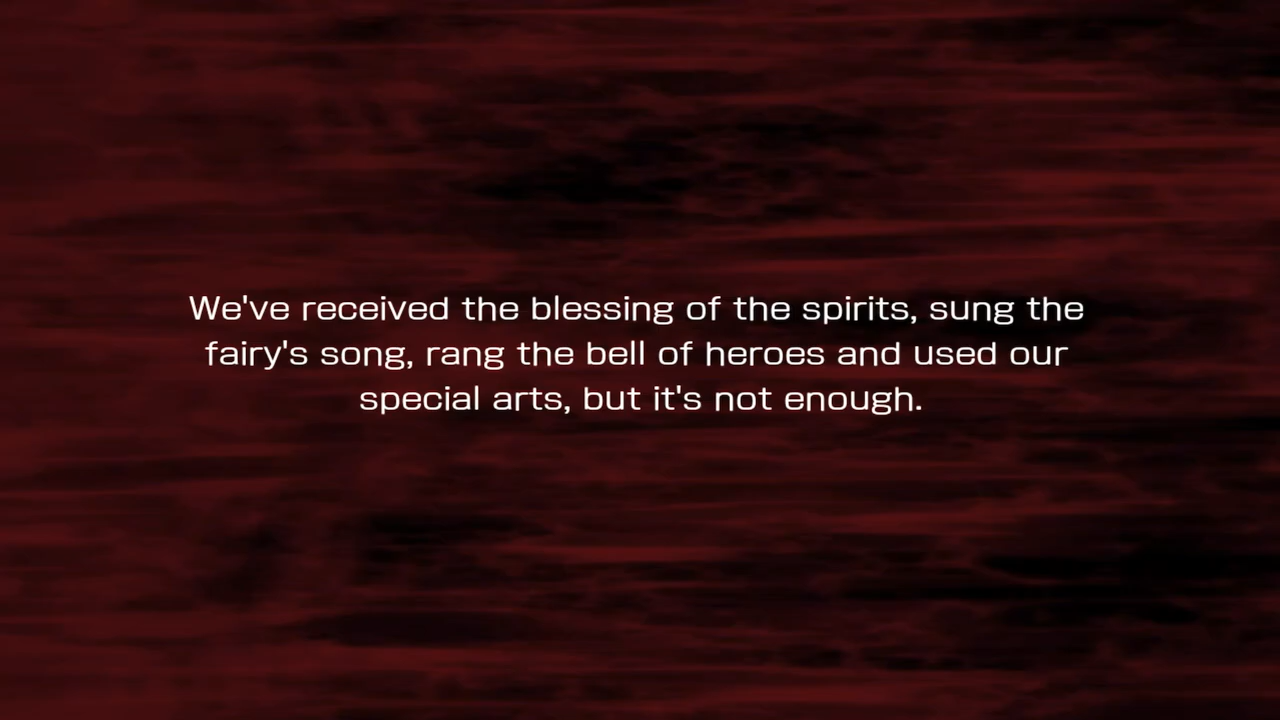 We've received the blessing of the spirits, sung the
fairy's song, rang the bell of heroes and used our
special arts, but it's not enough.